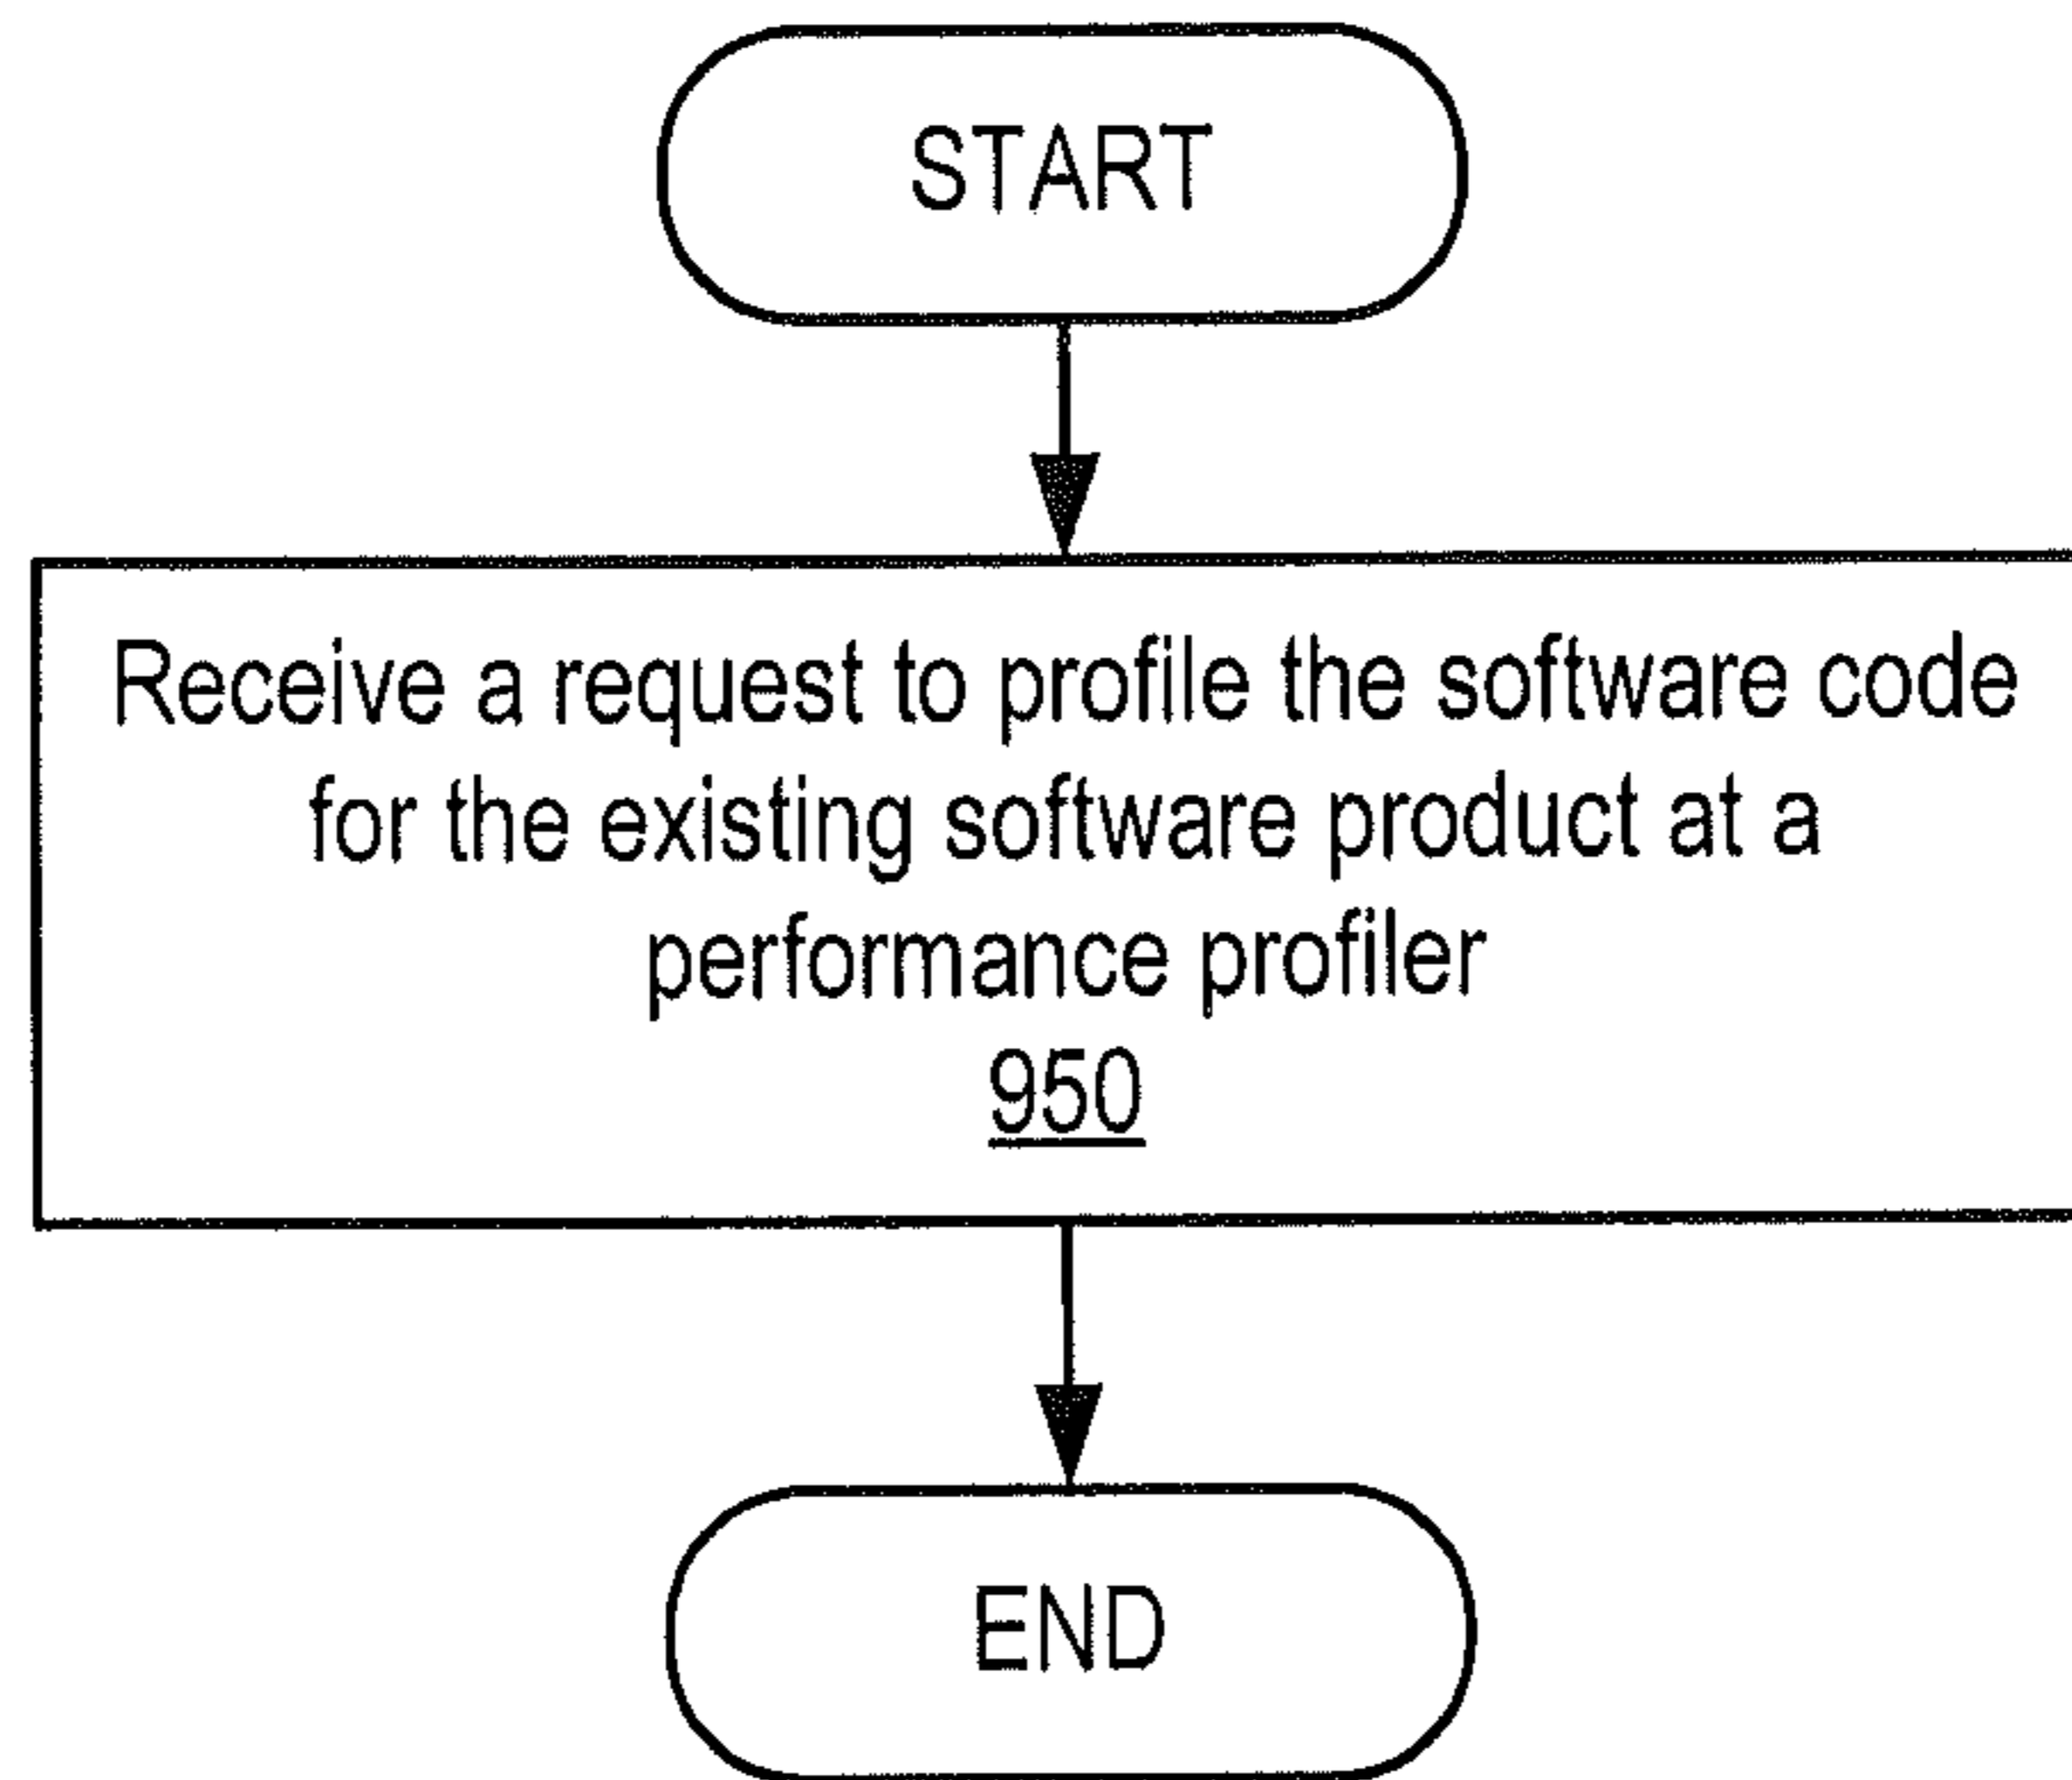 START
Receive a request to profile the software code
for the existing software product at a
performance profiler
950
END